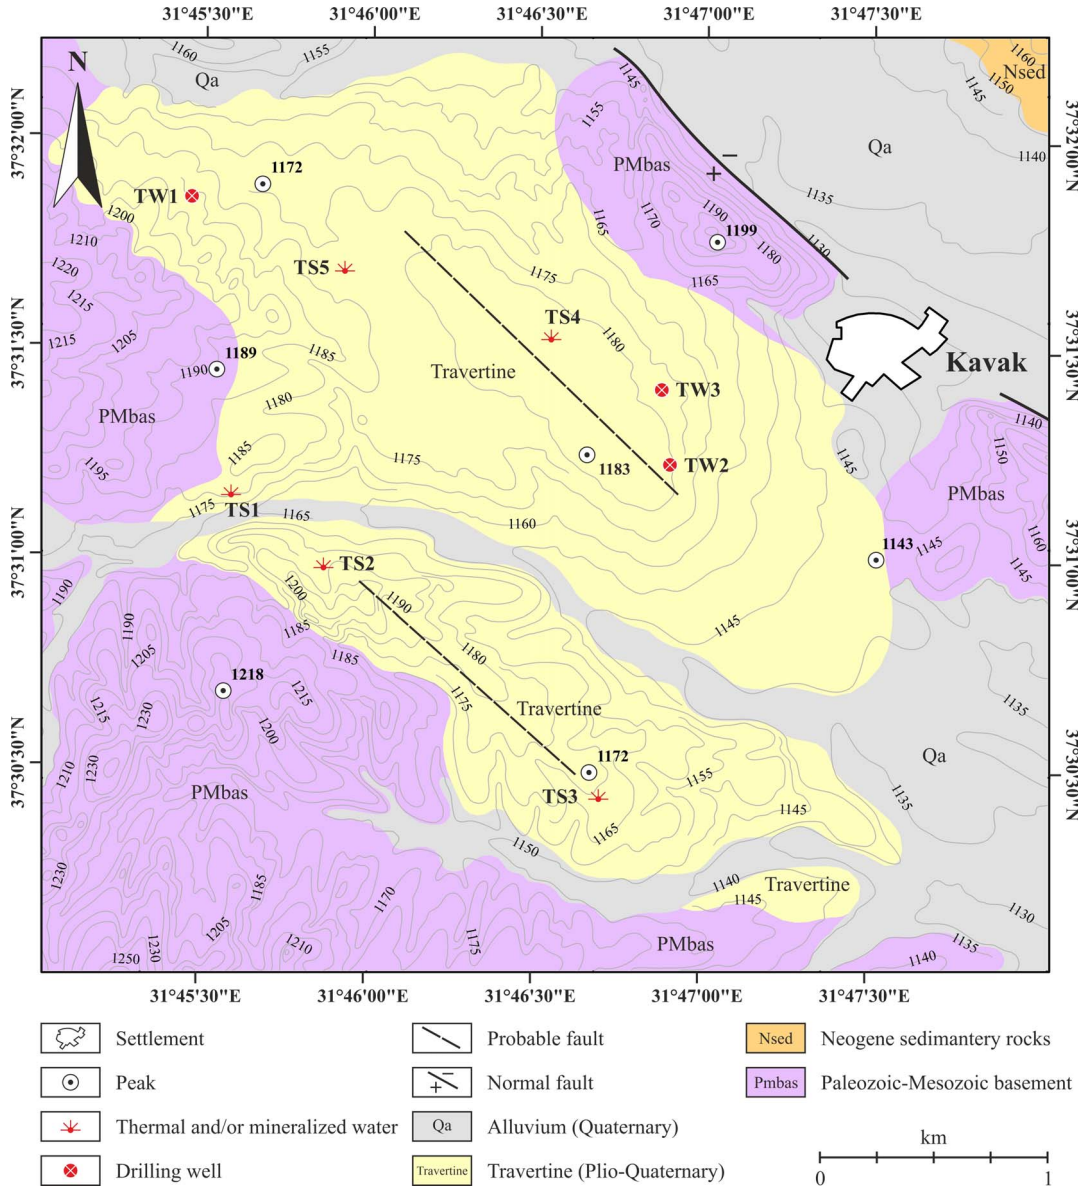 31°45'30"E 31°46'00"E 31°46'30"E 31°47'00"E 31°47'30"E
1160 1155 1160
N Qa 1145 Nsed
1150
1145
1155
37°32'00"N 37°32'00"N
Qa
1140
PMbas
1172
TW1 1135
1170 1190
1200 1165 1199
1210 1130
1180
1220 TS5 1175 1165
1215
TS4
1215 1205 1180
37°31'30"N 37°31'30"N
1189 1185
1190 Travertine Kavak
TW3
1180
PMbas 1140
1185 1183 TW2 1150
1195 1175 1145
1175 PMbas
TS1 1165 1160
1160
37°31'00"N 1143 1145 37°31'00"N
TS2 1145
1190 1200 1190
1190 1185 1145
1205 1185 1180
1218 1175
1215 1215 1135
1230 1200 Travertine
37°30'30"N 37°30'30"N
1210 1230 1172 Qa
PMbas TS3 1155
1135
1145
1165
1150
1230 1185 1170 1140 Travertine
1145
1205 1130
1175 PMbas 1135
1250 1230 1210 1140
31°45'30"E 31°46'00"E 31°46'30"E 31°47'00"E 31°47'30"E
Settlement
Peak
Thermal and/or mineralized water
Drilling well
Probable fault
Normal fault
Qa Alluvium (Quaternary)
Travertine Travertine (Plio-Quaternary)
Nsed Neogene sedimantery rocks
Pmbas Paleozoic-Mesozoic basement
km
0 1